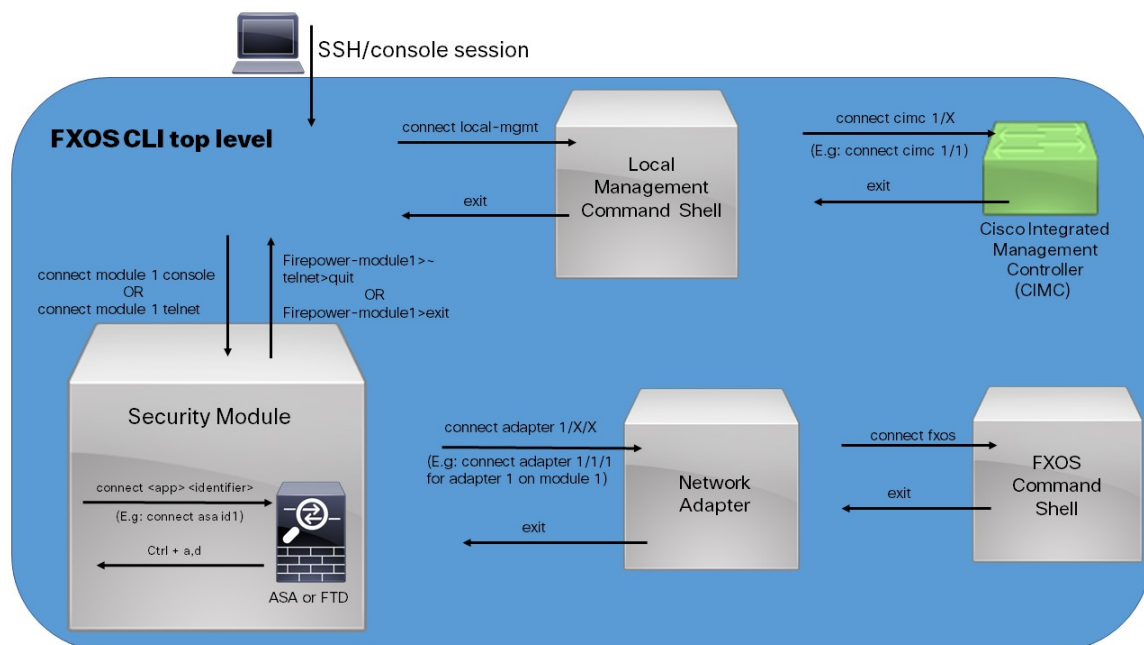 SSH/console session
FXOS CLI top level
connect local-mgmt
exit
Local
Management
Command Shell
connect cimc 1/X
(E.g: connect cimc 1/1)
exit
Cisco Integrated
Management
Controller
(CIMC)
connect module 1 console
OR
connect module 1 telnet
Firepower-module1>~
telnet>quit
OR
Firepower-module1>exit
Security Module
connect <app> <identifier>
(E.g: connect asa id1)
Ctrl + a,d
ASA or FTD
connect adapter 1/X/X
(E.g: connect adapter 1/1/1
for adapter 1 on module 1)
exit
Network
Adapter
connect fxos
exit
FXOS
Command
Shell